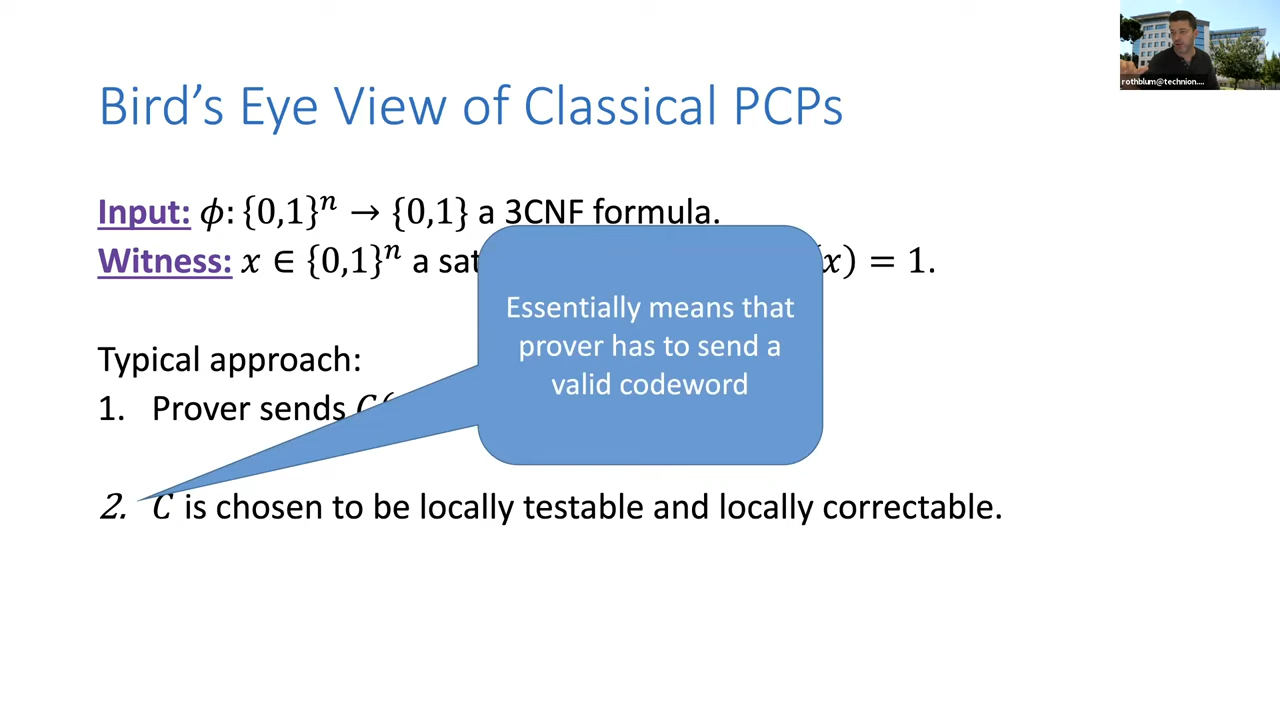 rothblum@technion....
Bird's Eye View of Classical PCPs
Input: 𝜙: {0,1}ⁿ → {0,1} a 3CNF formula.
Witness: 𝑥 ∈ {0,1}ⁿ a sat 𝑥) = 1.
Essentially means that
prover has to send a
valid codeword
Typical approach:
1. Prover sends 𝐶(
2. 𝐶 is chosen to be locally testable and locally correctable.